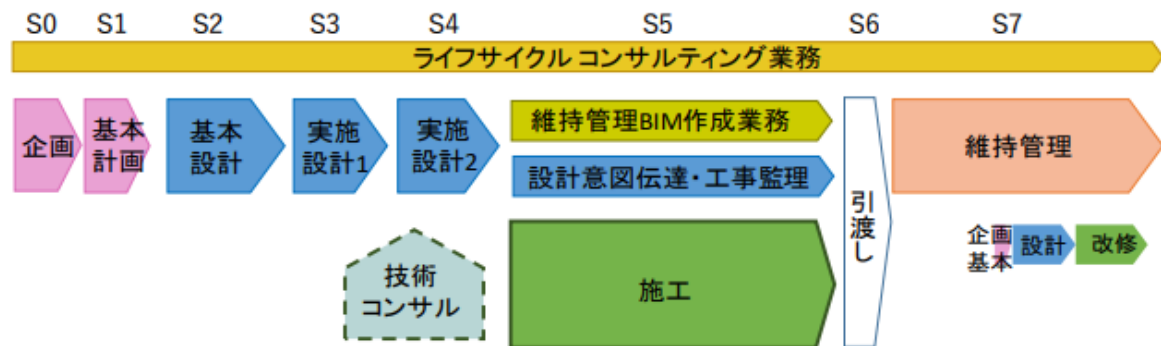 S0 S1 S2 S3 S4 S5 S6 S7
ライフサイクル コンサルティング業務
企画
基本
計画
基本
設計
実施
設計1
実施
設計2
維持管理BIM作成業務
設計意図伝達・工事監理
引渡し
維持管理
技術
コンサル
施工
企画
基本
設計
改修